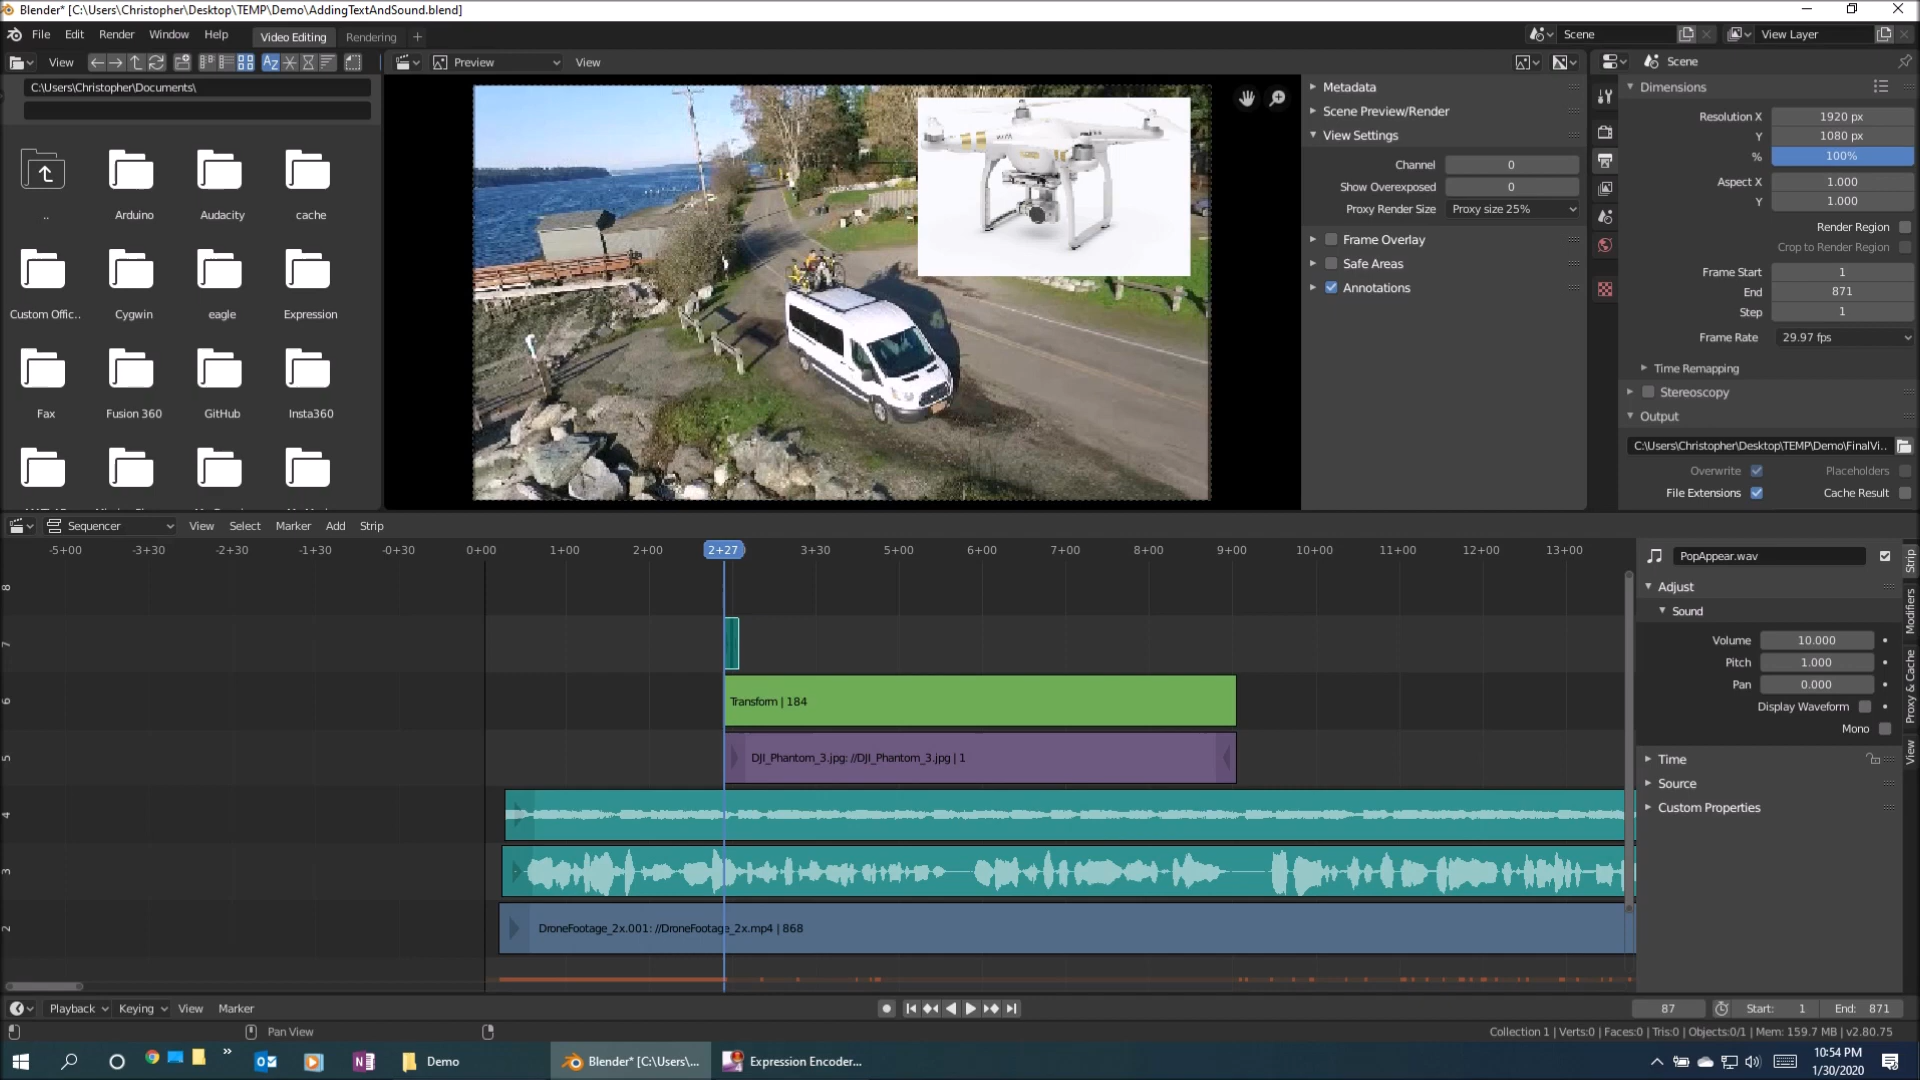 Blender* [C:\Users\Christopher\Desktop\TEMP\Demo\AddingTextAndSound.blend]
File Edit Render Window Help Video Editing Rendering + Scene View Layer
View Preview View Scene
C:\Users\Christopher\Documents\
.. Arduino Audacity cache
Custom Offic.. Cygwin eagle Expression
Fax Fusion 360 GitHub Insta360
Metadata
Scene Preview/Render
View Settings
Channel 0
Show Overexposed 0
Proxy Render Size Proxy size 25%
Frame Overlay
Safe Areas
Annotations
Dimensions
Resolution X 1920 px
Y 1080 px
% 100%
Aspect X 1.000
Y 1.000
Render Region
Crop to Render Region
Frame Start 1
End 871
Step 1
Frame Rate 29.97 fps
Time Remapping
Stereoscopy
Output
C:\Users\Christopher\Desktop\TEMP\Demo\FinalVi..
Overwrite Placeholders
File Extensions Cache Result
Sequencer View Select Marker Add Strip
-5+00 -3+30 -2+30 -1+30 -0+30 0+00 1+00 2+00 2+27 3+30 5+00 6+00 7+00 8+00 9+00 10+00 11+00 12+00 13+00
8
7
6
5
4
3
2
Transform | 184
DJI_Phantom_3.jpg: //DJI_Phantom_3.jpg | 1
DroneFootage_2x.001: //DroneFootage_2x.mp4 | 868
PopAppear.wav
Adjust
Sound
Volume 10.000
Pitch 1.000
Pan 0.000
Display Waveform
Mono
Time
Source
Custom Properties
Strip
Modifiers
Proxy & Cache
View
Playback Keying View Marker 87 Start: 1 End: 871
Pan View Collection 1 | Verts:0 | Faces:0 | Tris:0 | Objects:0/1 | Mem: 159.7 MB | v2.80.75
Demo Blender* [C:\Users\... Expression Encoder...
10:54 PM
1/30/2020